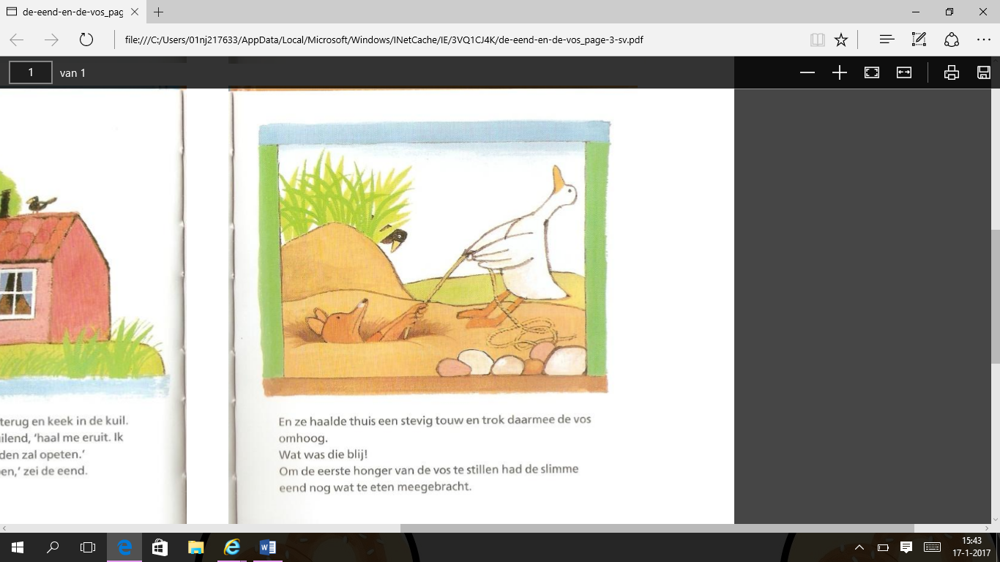 de-eend-en-de-vos_pag
file:///C:/Users/01nj217633/AppData/Local/Microsoft/Windows/INetCache/IE/3VQ1CJ4K/de-eend-en-de-vos_page-3-sv.pdf
1 van 1
terug en keek in de kuil.
ilend, ‘haal me eruit. Ik
den zal opeten.’
en,’ zei de eend.
En ze haalde thuis een stevig touw en trok daarmee de vos
omhoog.
Wat was die blij!
Om de eerste honger van de vos te stillen had de slimme
eend nog wat te eten meegebracht.
15:43
17-1-2017